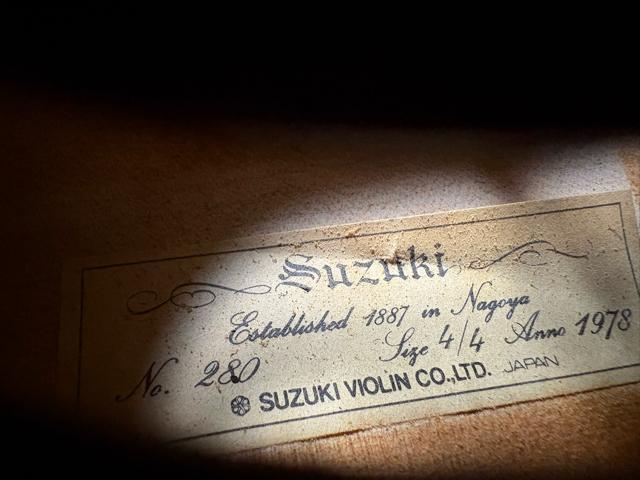 Suzuki
Established 1887 in Nagoya
No. 280 Size 4/4 Anno 1978
SUZUKI VIOLIN CO.,LTD. JAPAN